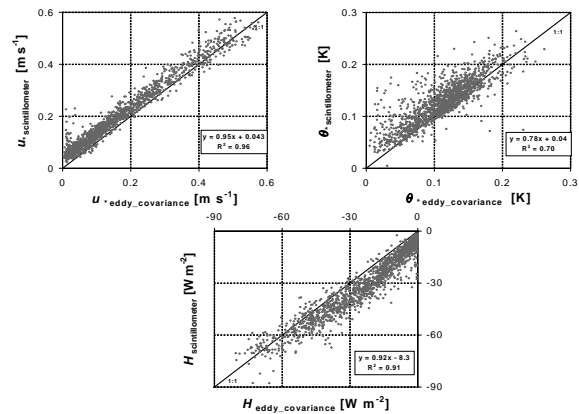 0.6
1:1
0.4
0.2
0
0 0.2 0.4 0.6
u*scintillometer [m s-1]
y = 0.95x + 0.043
R2 = 0.96
u*eddy_covariance [m s-1]
0.3
1:1
0.2
0.1
0
0 0.1 0.2 0.3
θ*scintillometer [K]
y = 0.78x + 0.04
R2 = 0.70
θ*eddy_covariance [K]
-90 -60 -30 0
0
-30
-60
-90
Hscintillometer [W m-2]
y = 0.92x - 8.3
R2 = 0.91
1:1
Heddy_covariance [W m-2]